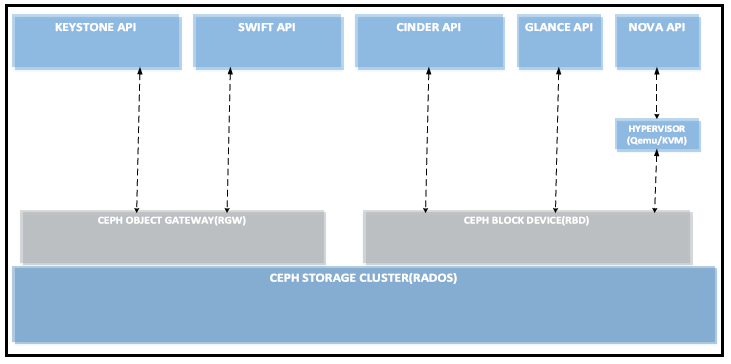 KEYSTONE API
SWIFT API
CINDER API
GLANCE API
NOVA API
HYPERVISOR
(Qemu/KVM)
CEPH OBJECT GATEWAY(RGW)
CEPH BLOCK DEVICE(RBD)
CEPH STORAGE CLUSTER(RADOS)